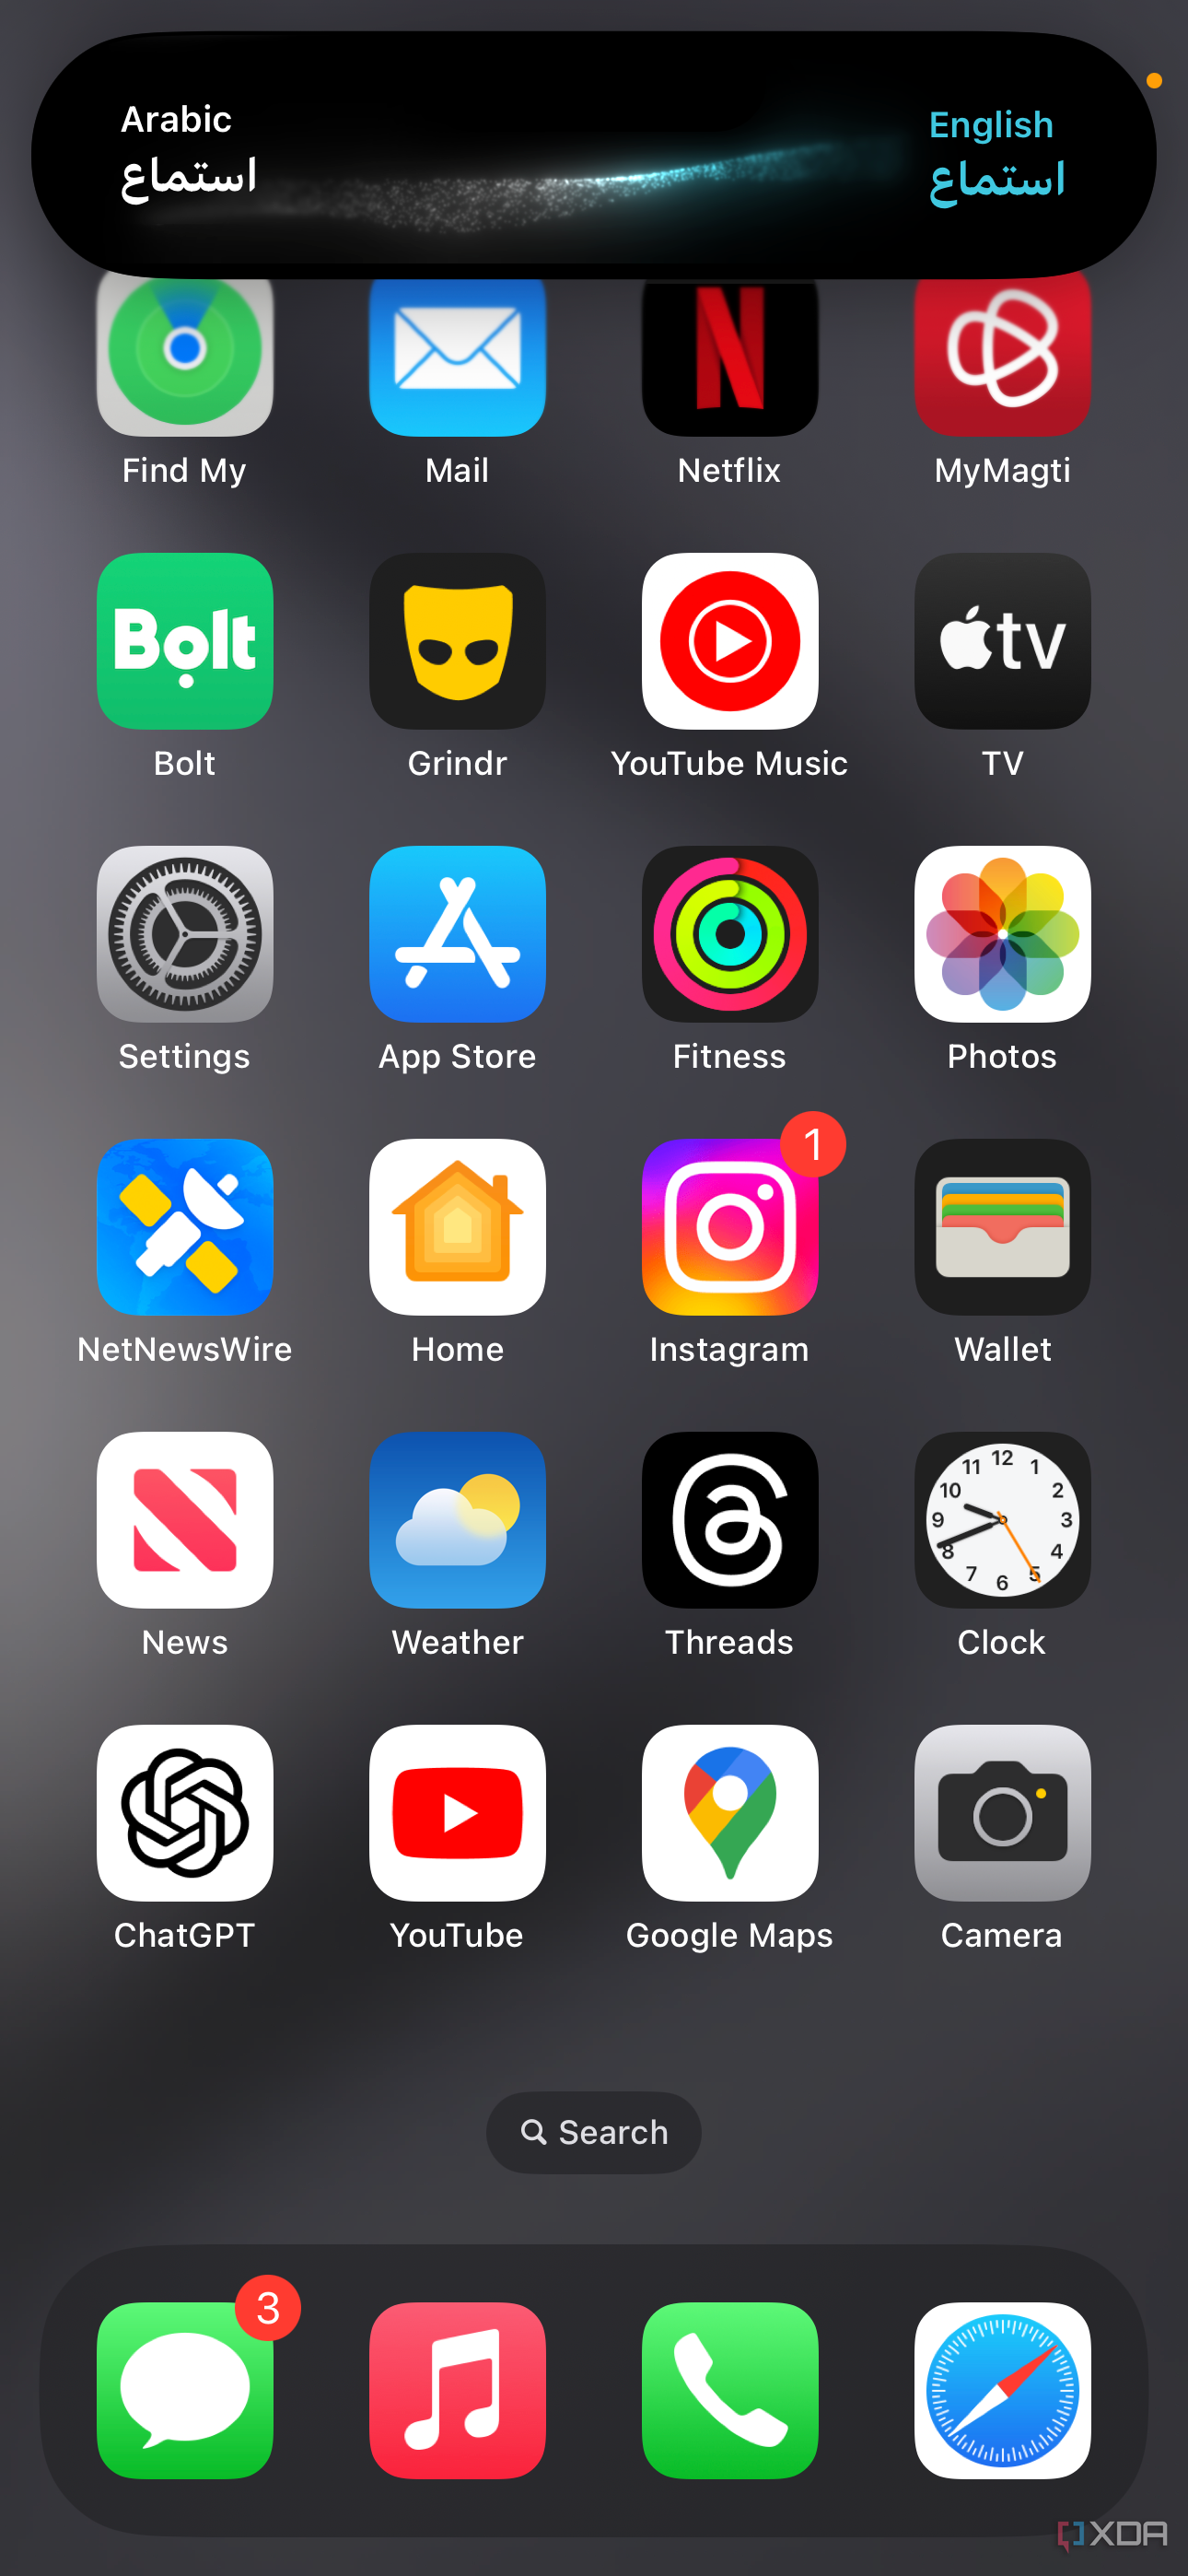 Arabic
استماع
English
استماع
Find My
Mail
Netflix
MyMagti
Bolt
tv
Bolt
Grindr
YouTube Music
TV
Settings
App Store
Fitness
Photos
1
NetNewsWire
Home
Instagram
Wallet
12
11
1
10
2
9
3
8
4
7
5
6
News
Weather
Threads
Clock
ChatGPT
YouTube
Google Maps
Camera
Search
3
XDA